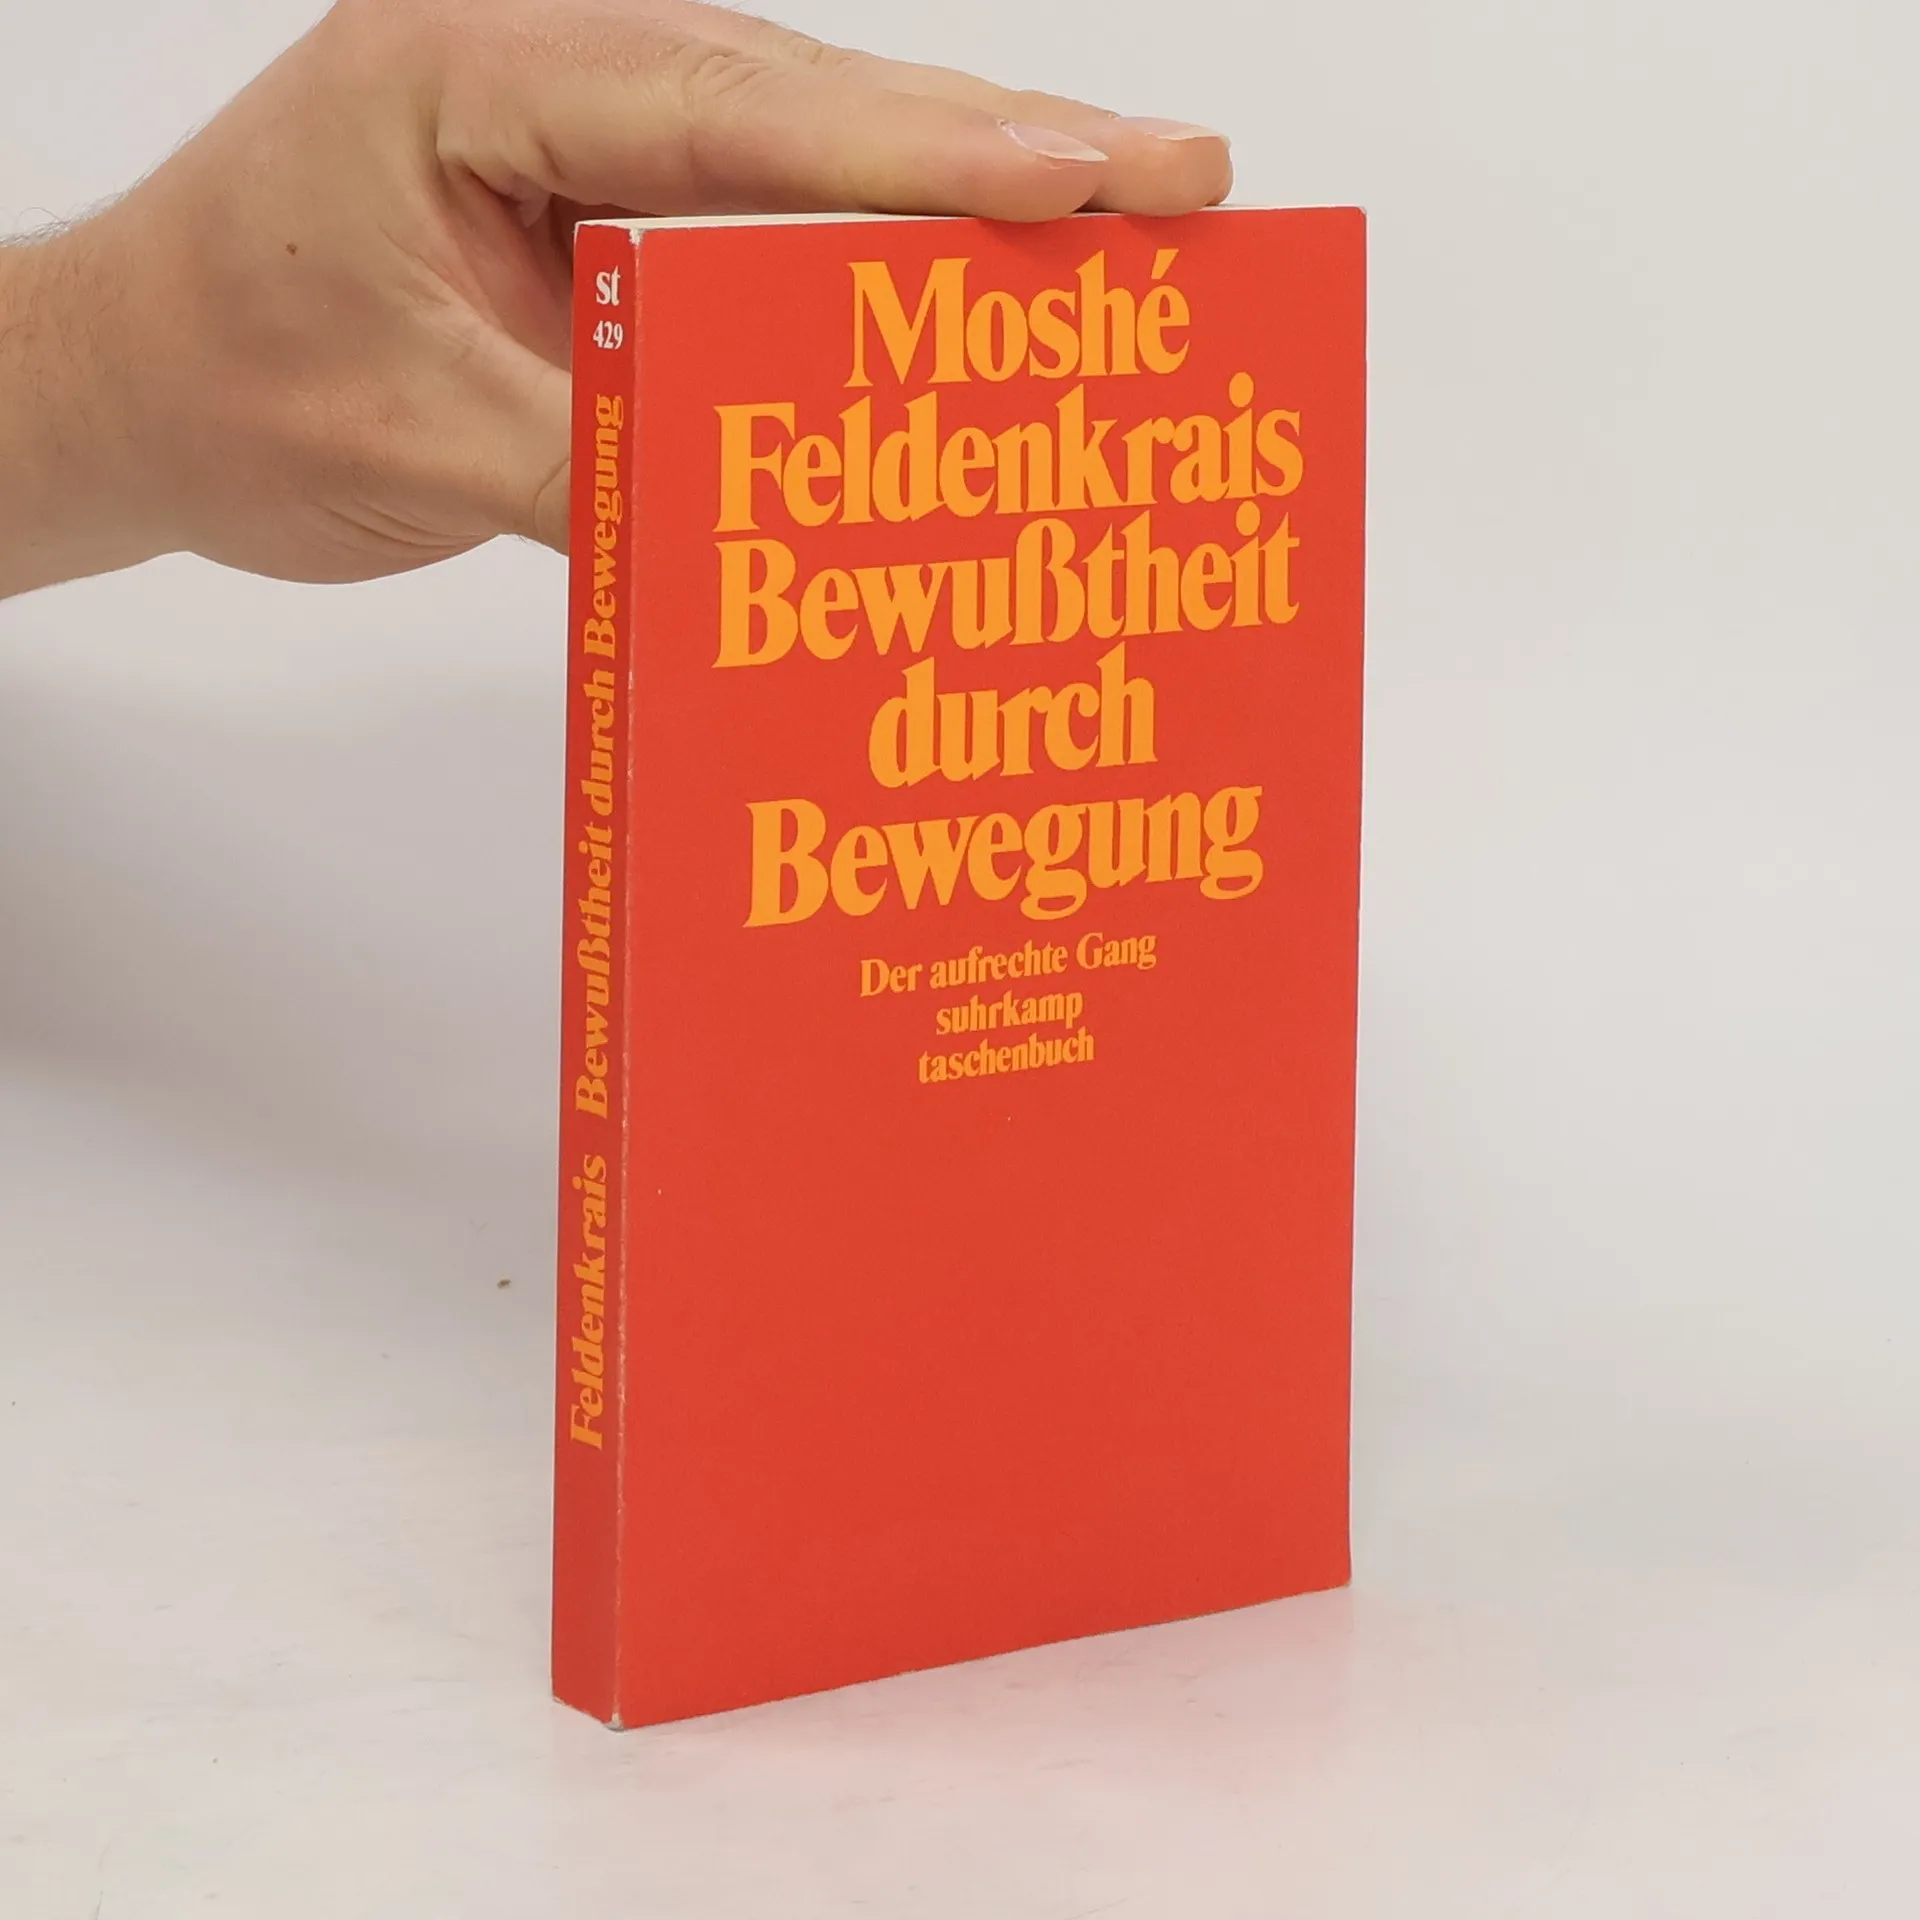 st
429
Feldenkrais Bewußtheit durch Bewegung
Moshé
Feldenkrais
Bewußtheit
durch
Bewegung
Der aufrechte Gang
suhrkamp
taschenbuch